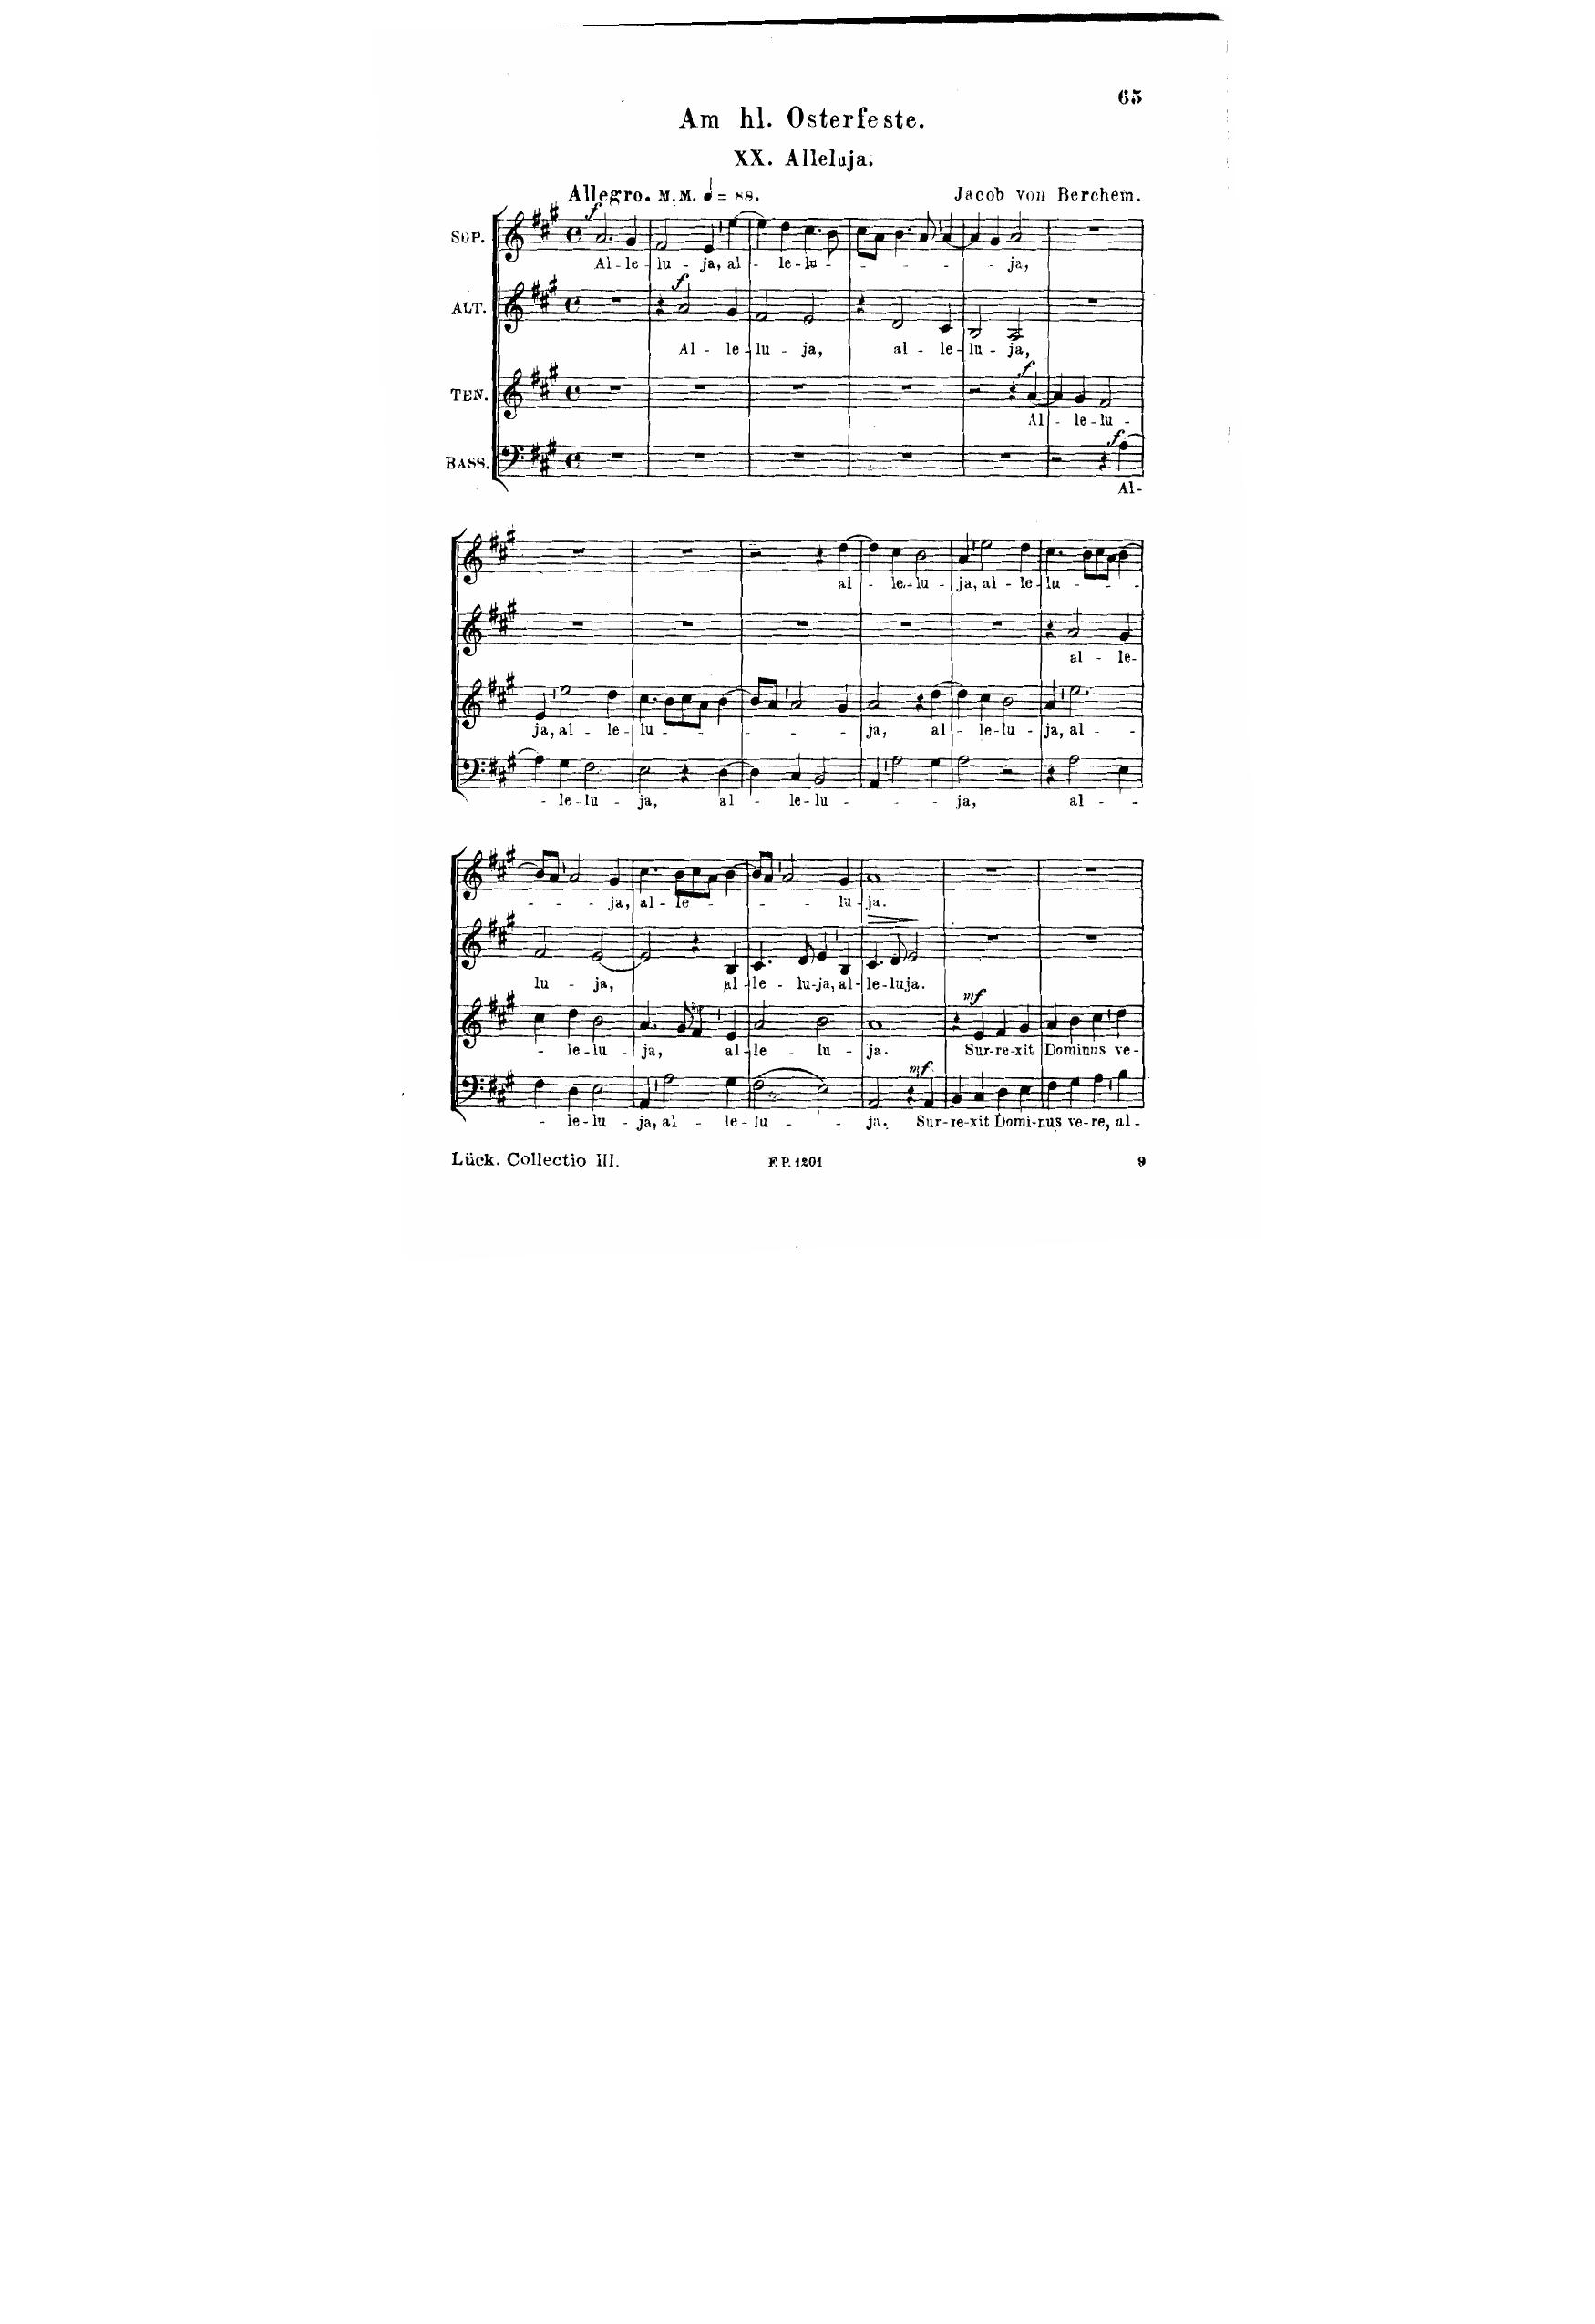 65
Am hl. Osterfeste.
XX. Alleluja.
Allegro. M. M. = 88. Jacob von Berchem.
f
SOP.
Al - le - lu - ja, al - le - lu - ja,
f
ALT.
Al - le - lu - ja, al - le - lu - ja,
f
TEN.
Al - le - lu -
f
BASS.
Al -
al - le - lu - ja, al - le - lu -
al - le -
ja, al - le - lu - ja, al - le - lu - ja, al -
- le - lu - ja, al - le - lu - ja, al -
- ja, al - le - lu - ja.
lu - ja, al - le - lu - ja, al - le - luja.
mf
- le - lu - ja, al - le - lu - ja. Sur - re - xit Dominus ve -
mf
- le - lu - ja, al - le - lu - ja. Sur - re - xit Domi - nus ve - re, al -
Lück. Collectio III. F. P. 1201 9